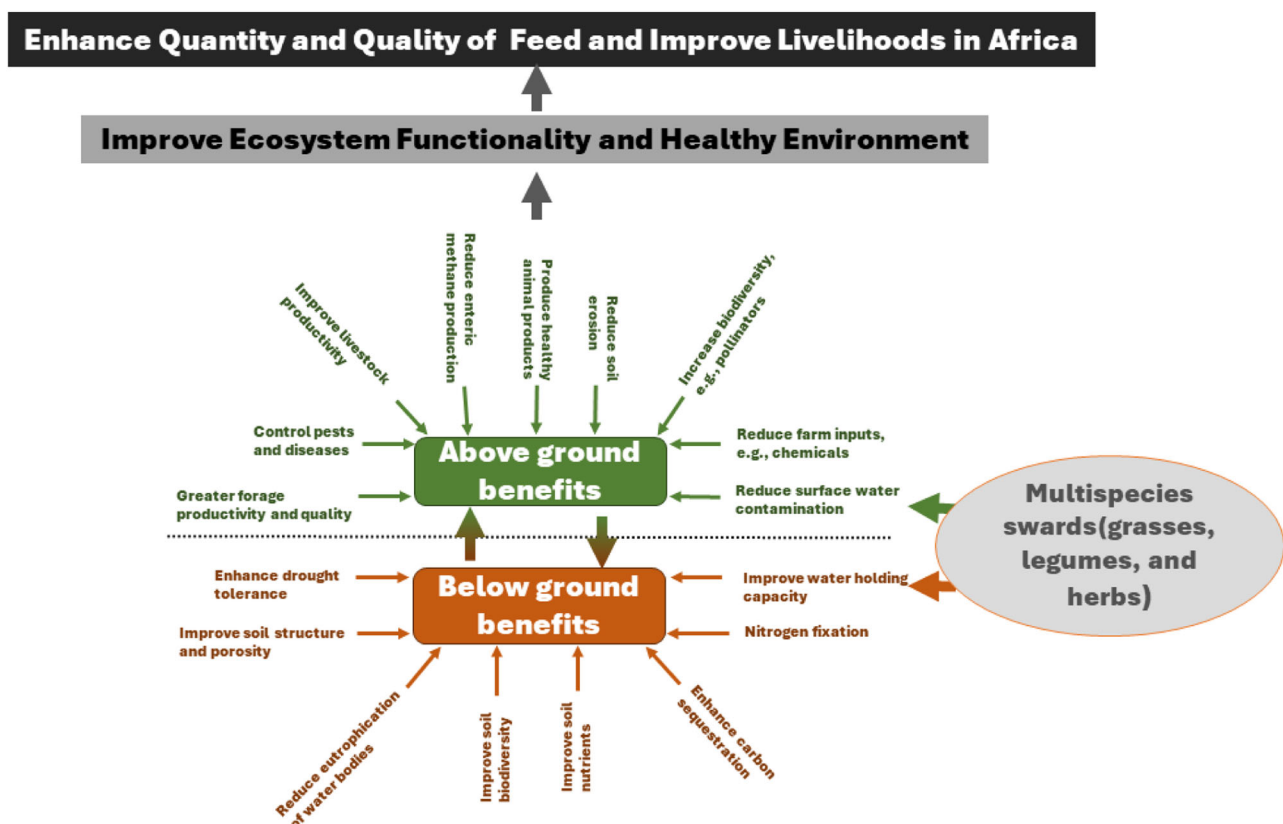 Enhance Quantity and Quality of Feed and Improve Livelihoods in Africa
Improve Ecosystem Functionality and Healthy Environment
Improve livestock
productivity
Reduce enteric
methane production
Produce healthy
animal products
Reduce soil
erosion
Increase biodiversity,
e.g., pollinators
Control pests
and diseases
Greater forage
productivity and quality
Above ground
benefits
Reduce farm inputs,
e.g., chemicals
Reduce surface water
contamination
Multispecies
swards(grasses,
legumes, and
herbs)
Enhance drought
tolerance
Improve soil structure
and porosity
Below ground
benefits
Improve water holding
capacity
Nitrogen fixation
Reduce eutrophication
of water bodies
Improve soil
biodiversity
Improve soil
nutrients
Enhance carbon
sequestration